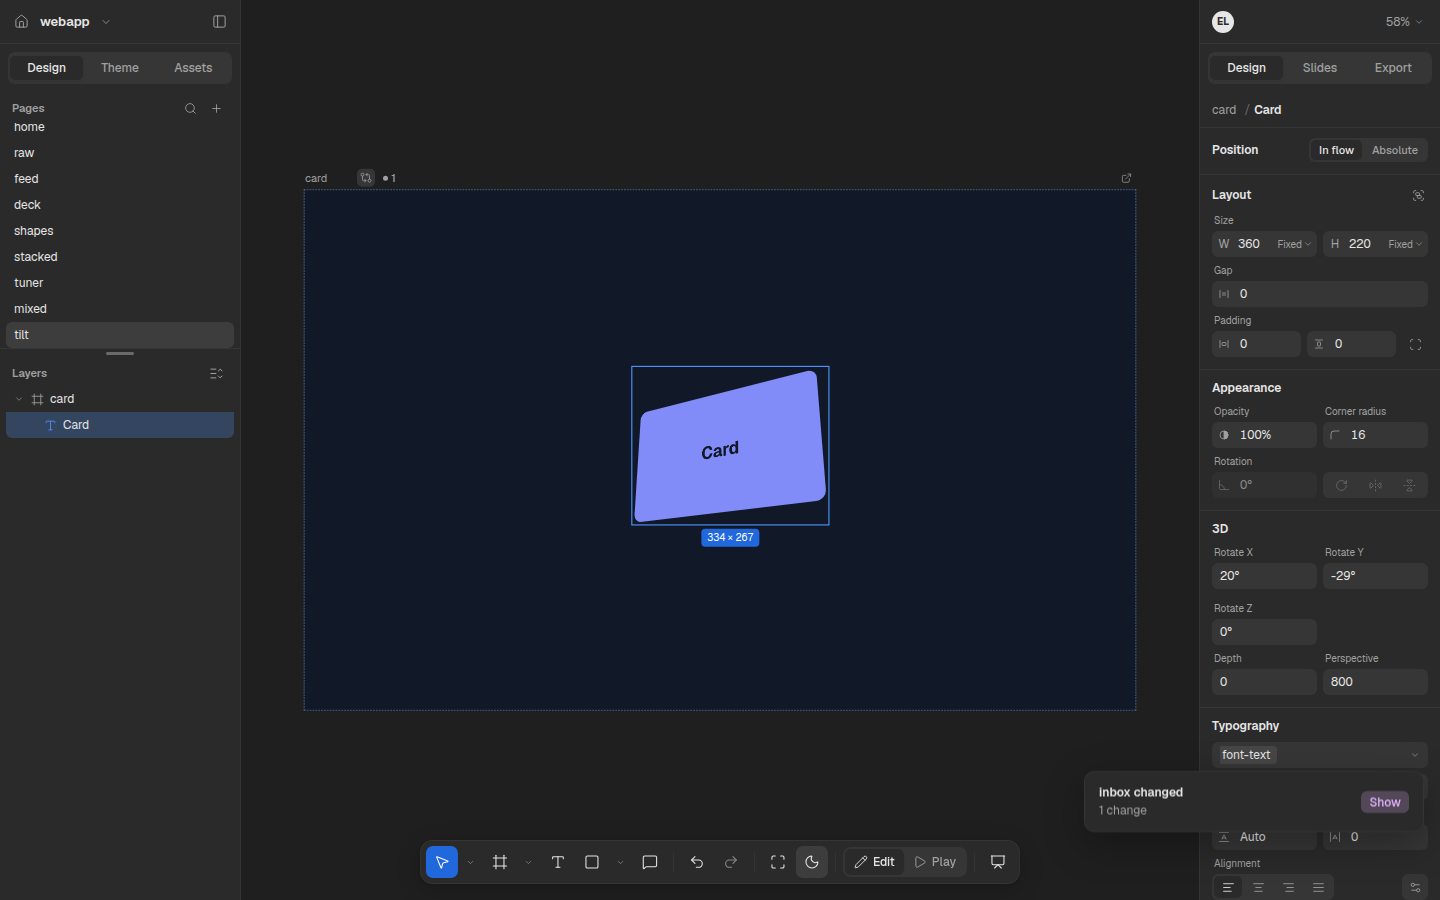 webapp
Design
Theme
Assets
Pages
home
raw
feed
deck
shapes
stacked
tuner
mixed
tilt
Layers
card
Card
card
1
Card
334 × 267
Edit
Play
EL
58%
Design
Slides
Export
card / Card
Position
In flow
Absolute
Layout
Size
W 360 Fixed
H 220 Fixed
Gap
0
Padding
0
0
Appearance
Opacity
Corner radius
100%
16
Rotation
0°
3D
Rotate X
Rotate Y
20°
-29°
Rotate Z
0°
Depth
Perspective
0
800
Typography
font-text
inbox changed
1 change
Show
Auto
0
Alignment